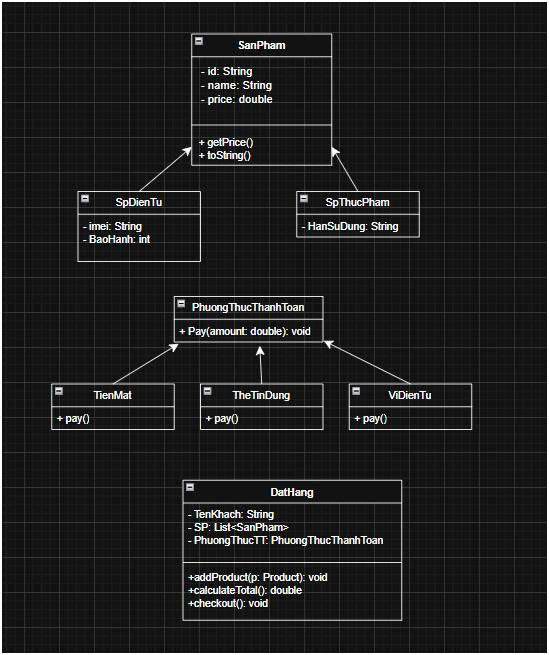 SanPham
- id: String
- name: String
- price: double
+ getPrice()
+ toString()
SpDienTu
- imei: String
- BaoHanh: int
SpThucPham
- HanSuDung: String
PhuongThucThanhToan
+ Pay(amount: double): void
TienMat
+ pay()
TheTinDung
+ pay()
ViDienTu
+ pay()
DatHang
- TenKhach: String
- SP: List<SanPham>
- PhuongThucTT: PhuongThucThanhToan
+addProduct(p: Product): void
+calculateTotal(): double
+checkout(): void